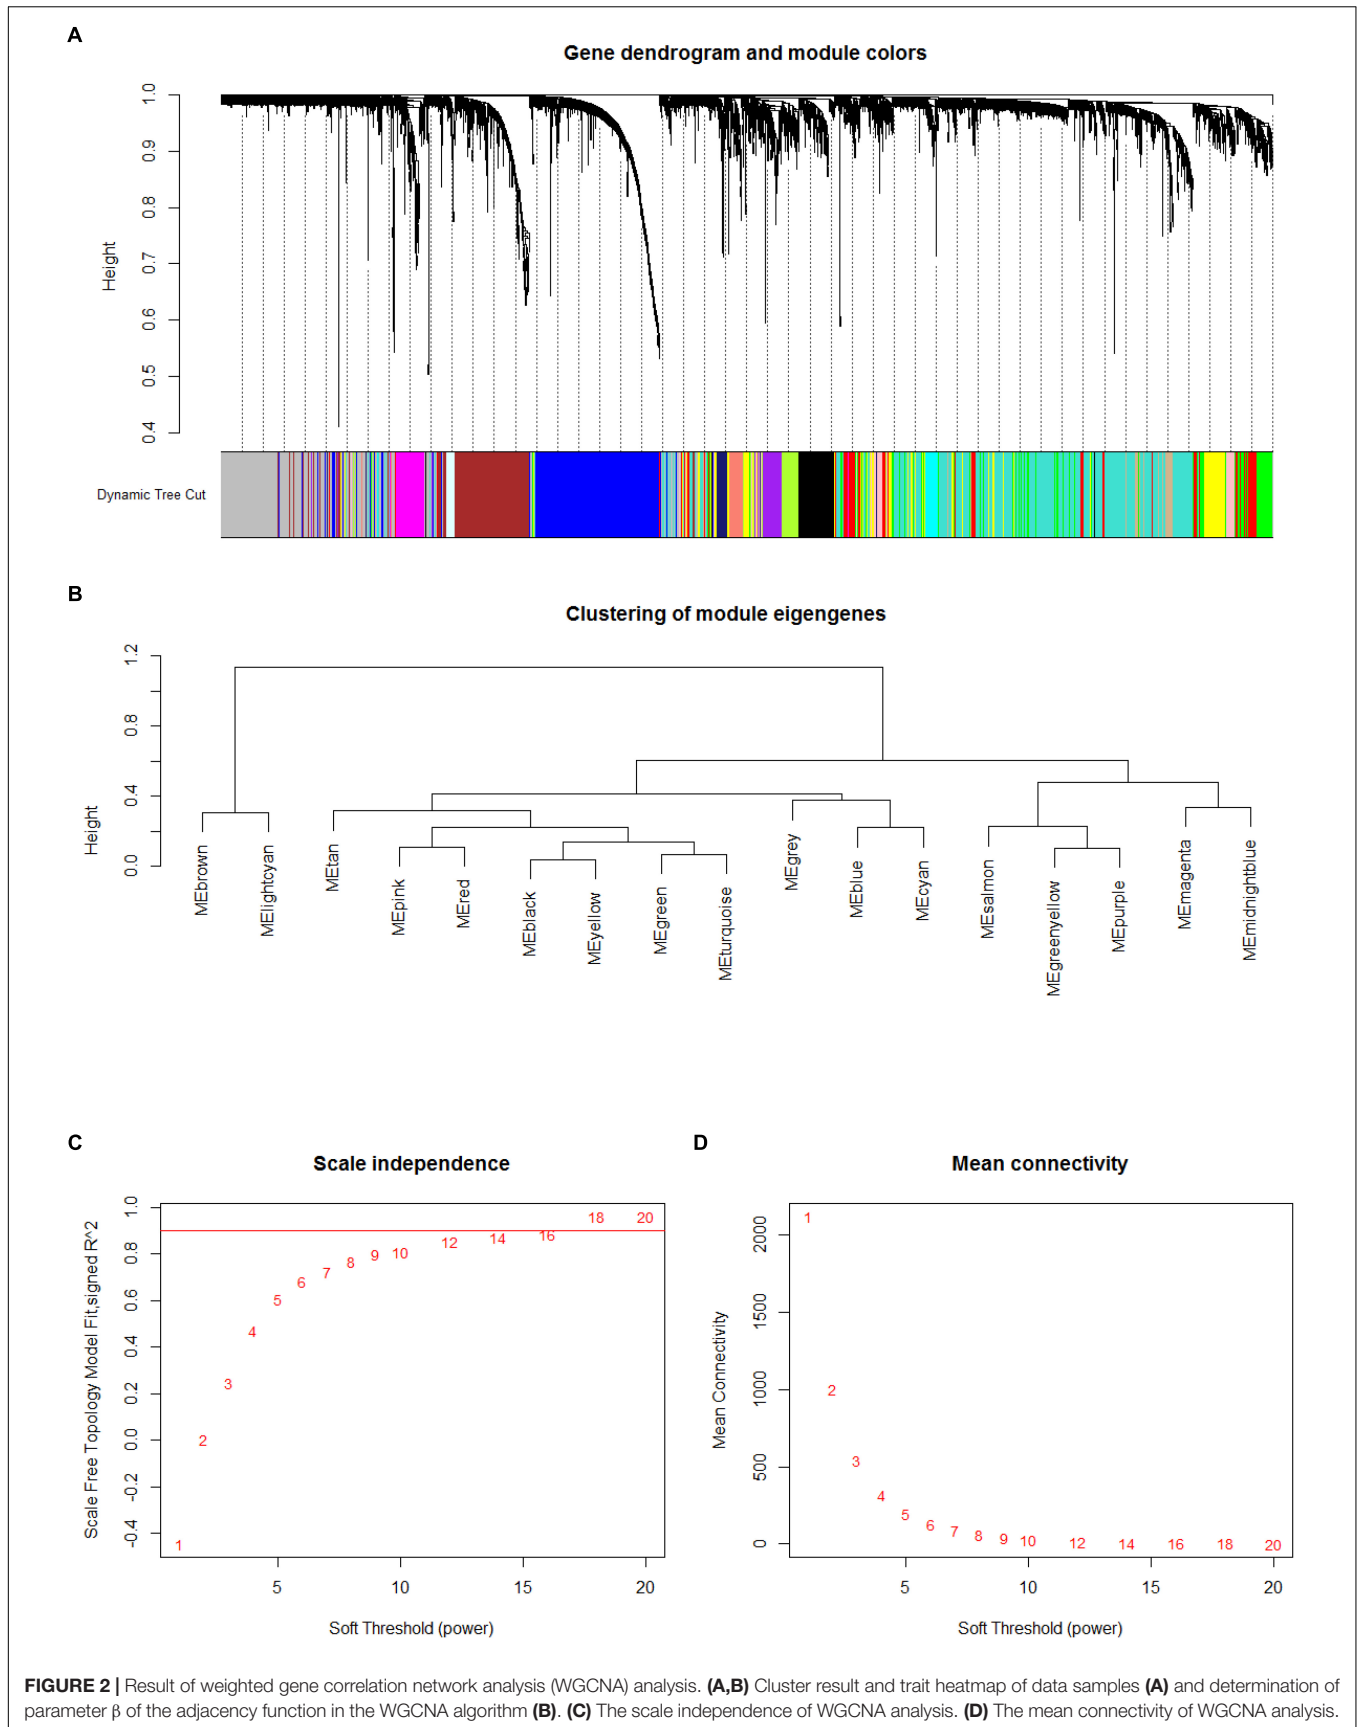 A
Gene dendrogram and module colors
Height
1.0
0.9
0.8
0.7
0.6
0.5
0.4
Dynamic Tree Cut
B
Clustering of module eigengenes
Height
1.2
0.8
0.4
0.0
MEbrown
MElightcyan
MEtan
MEpink
MEred
MEblack
MEyellow
MEgreen
MEturquoise
MEgrey
MEblue
MEcyan
MEsalmon
MEgreenyellow
MEpurple
MEmagenta
MEmidnightblue
C
Scale independence
Scale Free Topology Model Fit,signed R^2
1.0
0.8
0.6
0.4
0.2
0.0
-0.2
-0.4
1
2
3
4
5
6
7
8
9
10
12
14
16
18
20
5
10
15
20
Soft Threshold (power)
D
Mean connectivity
Mean Connectivity
2000
1500
1000
500
0
1
2
3
4
5
6
7
8
9
10
12
14
16
18
20
5
10
15
20
Soft Threshold (power)
FIGURE 2 | Result of weighted gene correlation network analysis (WGCNA) analysis. (A,B) Cluster result and trait heatmap of data samples (A) and determination of
parameter β of the adjacency function in the WGCNA algorithm (B). (C) The scale independence of WGCNA analysis. (D) The mean connectivity of WGCNA analysis.